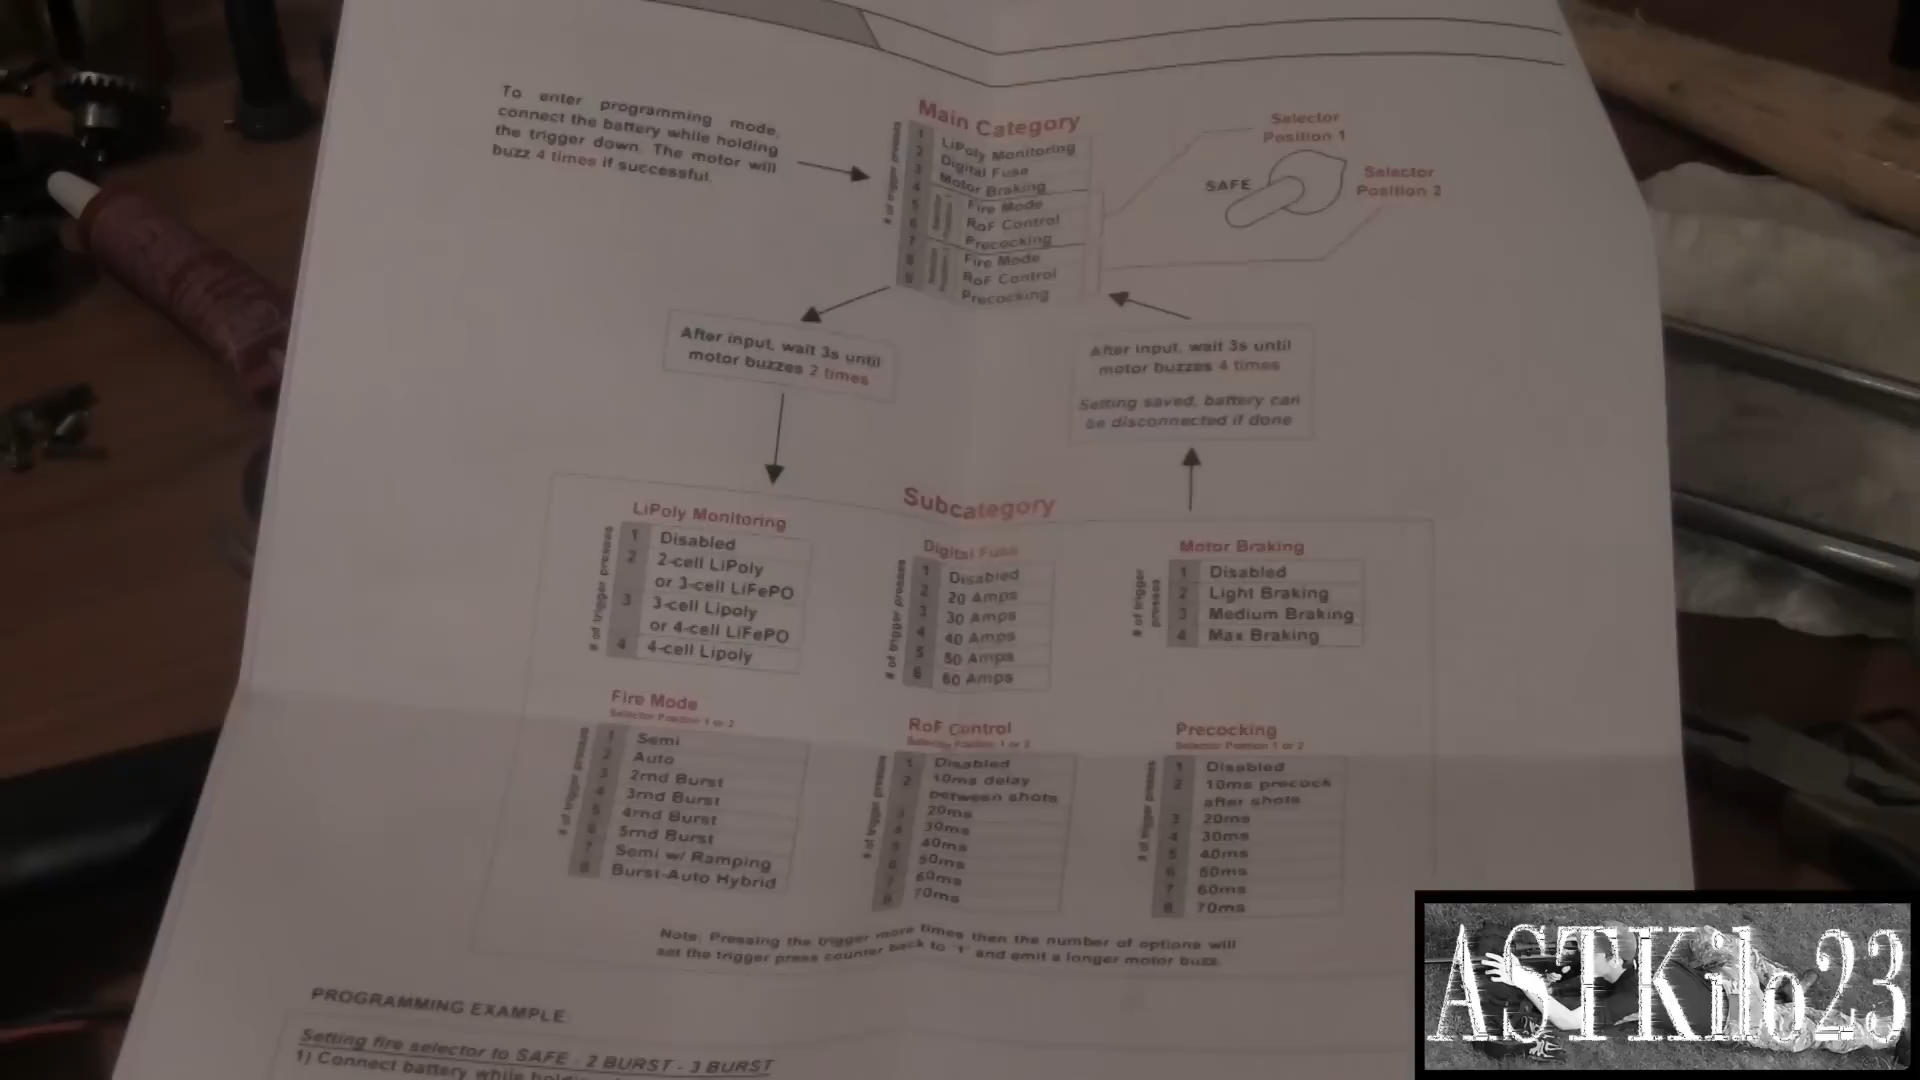 To enter programming mode,
connect the battery while holding
the trigger down. The motor will
buzz 4 times if successful.
Main Category
# of trigger presses
1 LiPoly Monitoring
2 Digital Fuse
3 Motor Braking
4 Fire Mode
5 RoF Control
6 Precocking
7 Fire Mode
8 RoF Control
9 Precocking
Selector
Position 1
SAFE
Selector
Position 2
After input, wait 3s until
motor buzzes 2 times
After input, wait 3s until
motor buzzes 4 times
Setting saved, battery can
be disconnected if done
Subcategory
LiPoly Monitoring
# of trigger presses
1 Disabled
2 2-cell LiPoly
or 3-cell LiFePO
3 3-cell Lipoly
or 4-cell LiFePO
4 4-cell Lipoly
Digital Fuse
# of trigger presses
1 Disabled
2 20 Amps
3 30 Amps
4 40 Amps
5 50 Amps
6 60 Amps
Motor Braking
# of trigger
presses
1 Disabled
2 Light Braking
3 Medium Braking
4 Max Braking
Fire Mode
Selector Position 1 or 2
# of trigger presses
1 Semi
2 Auto
3 2rnd Burst
4 3rnd Burst
5 4rnd Burst
6 5rnd Burst
7 Semi w/ Ramping
8 Burst-Auto Hybrid
RoF Control
Selector Position 1 or 2
# of trigger presses
1 Disabled
2 10ms delay
between shots
3 20ms
4 30ms
5 40ms
6 50ms
7 60ms
8 70ms
Precocking
Selector Position 1 or 2
# of trigger presses
1 Disabled
2 10ms precock
after shots
3 20ms
4 30ms
5 40ms
6 50ms
7 60ms
8 70ms
Note: Pressing the trigger more times then the number of options will
set the trigger press counter back to '1' and emit a longer motor buzz.
PROGRAMMING EXAMPLE:
Setting fire selector to SAFE - 2 BURST - 3 BURST
1) Connect battery while
ASTKilo23